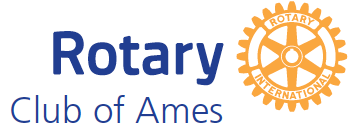 Rotary
Club of Ames
ROTARY
INTERNATIONAL